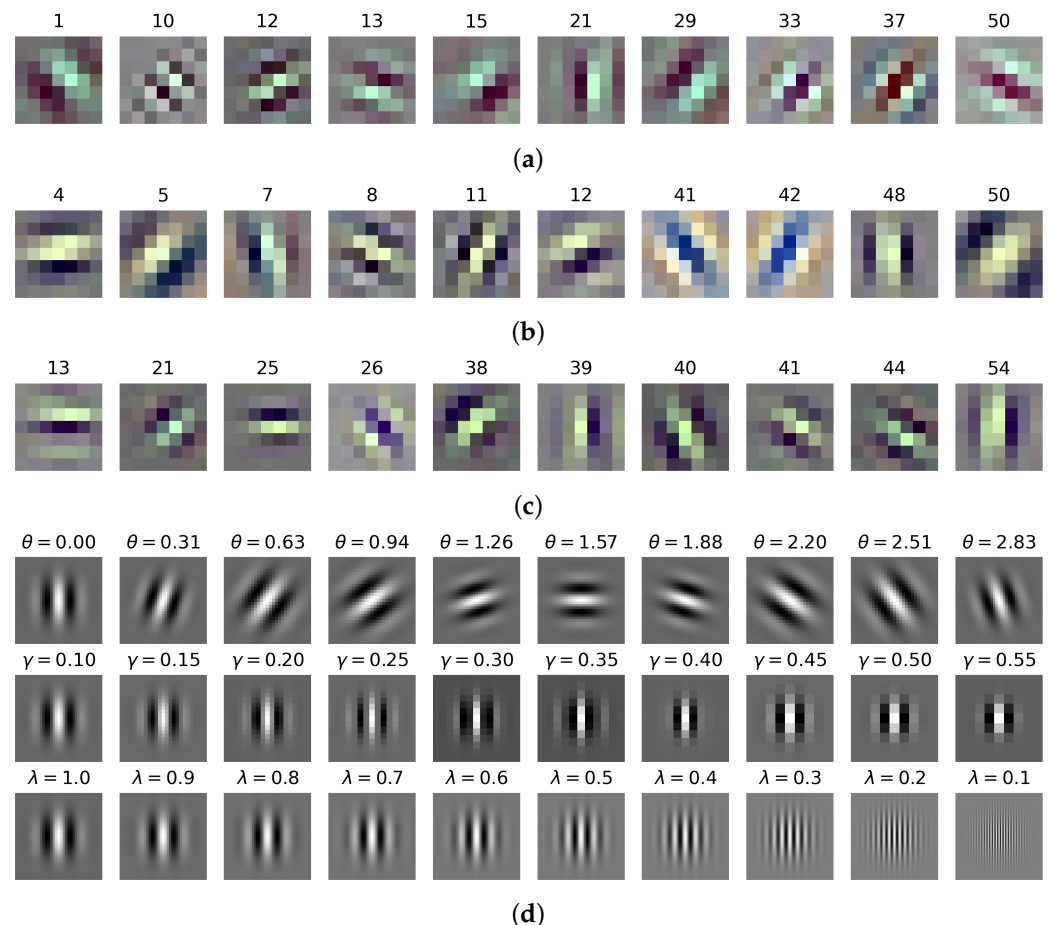 1 10 12 13 15 21 29 33 37 50
(a)
4 5 7 8 11 12 41 42 48 50
(b)
13 21 25 26 38 39 40 41 44 54
(c)
θ = 0.00 θ = 0.31 θ = 0.63 θ = 0.94 θ = 1.26 θ = 1.57 θ = 1.88 θ = 2.20 θ = 2.51 θ = 2.83
γ = 0.10 γ = 0.15 γ = 0.20 γ = 0.25 γ = 0.30 γ = 0.35 γ = 0.40 γ = 0.45 γ = 0.50 γ = 0.55
λ = 1.0 λ = 0.9 λ = 0.8 λ = 0.7 λ = 0.6 λ = 0.5 λ = 0.4 λ = 0.3 λ = 0.2 λ = 0.1
(d)